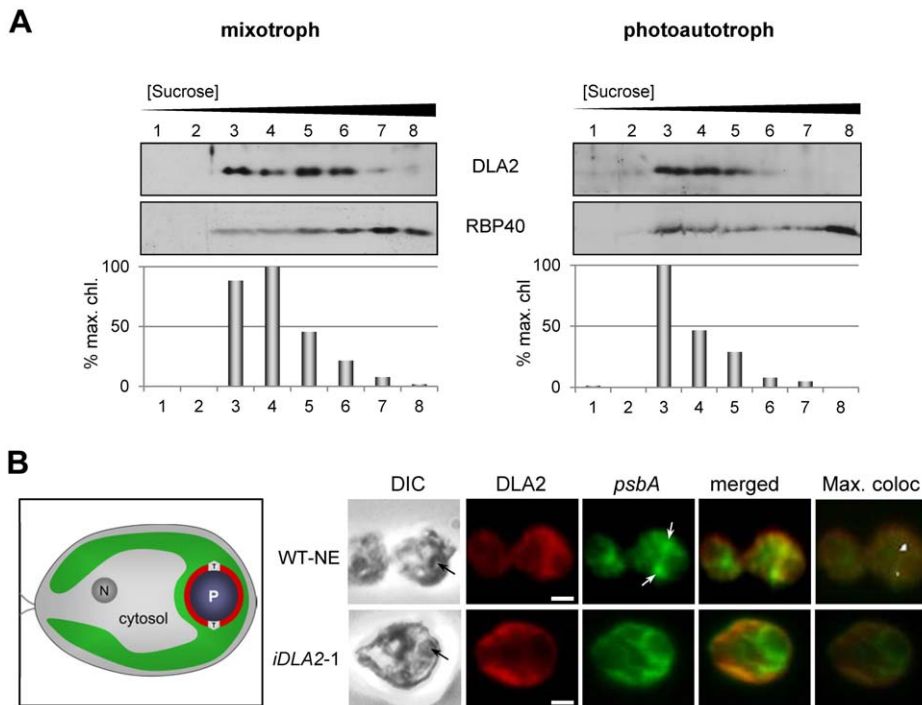 A
mixotroph
photoautotroph
[Sucrose]
[Sucrose]
1 2 3 4 5 6 7 8
1 2 3 4 5 6 7 8
DLA2
RBP40
% max. chl.
100
50
0
1 2 3 4 5 6 7 8
% max. chl.
100
50
0
1 2 3 4 5 6 7 8
B
DIC DLA2 psbA merged Max. coloc
WT-NE
iDLA2-1
N
cytosol
T
P
T